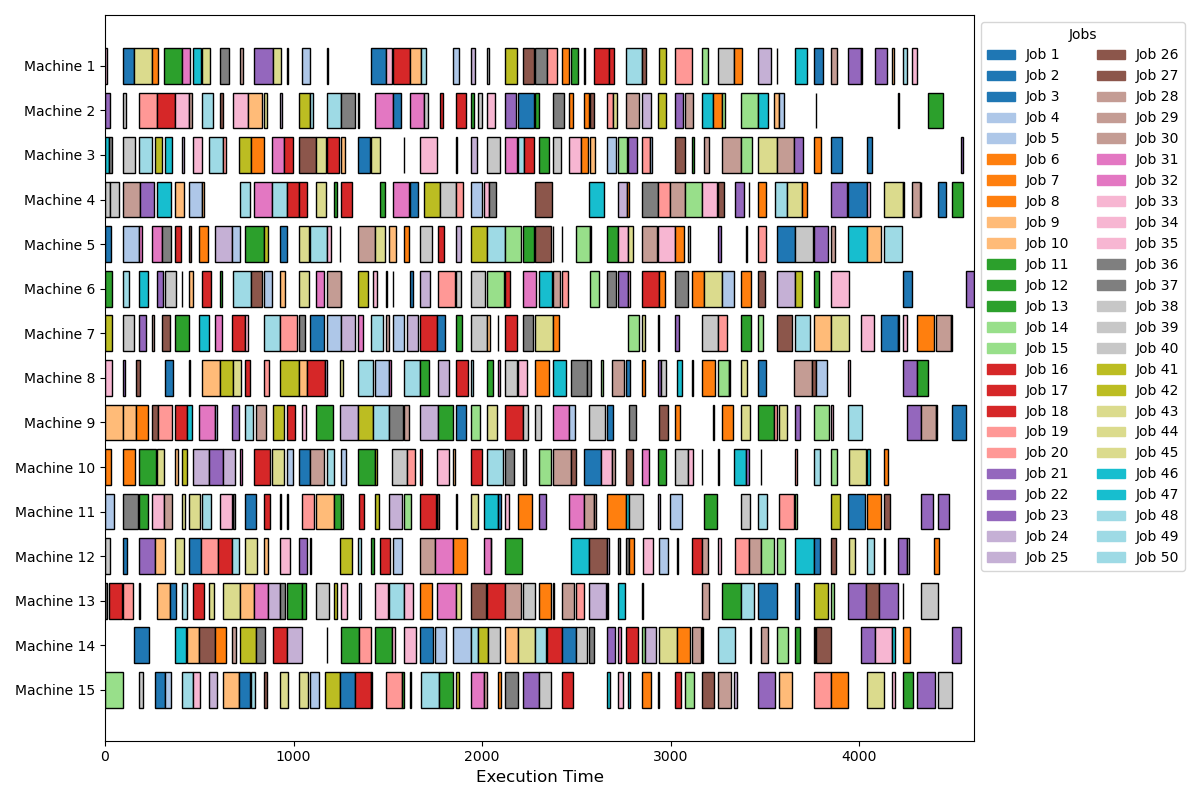 Machine 1
Machine 2
Machine 3
Machine 4
Machine 5
Machine 6
Machine 7
Machine 8
Machine 9
Machine 10
Machine 11
Machine 12
Machine 13
Machine 14
Machine 15
0 1000 2000 3000 4000
Execution Time
Jobs
Job 1
Job 2
Job 3
Job 4
Job 5
Job 6
Job 7
Job 8
Job 9
Job 10
Job 11
Job 12
Job 13
Job 14
Job 15
Job 16
Job 17
Job 18
Job 19
Job 20
Job 21
Job 22
Job 23
Job 24
Job 25
Job 26
Job 27
Job 28
Job 29
Job 30
Job 31
Job 32
Job 33
Job 34
Job 35
Job 36
Job 37
Job 38
Job 39
Job 40
Job 41
Job 42
Job 43
Job 44
Job 45
Job 46
Job 47
Job 48
Job 49
Job 50